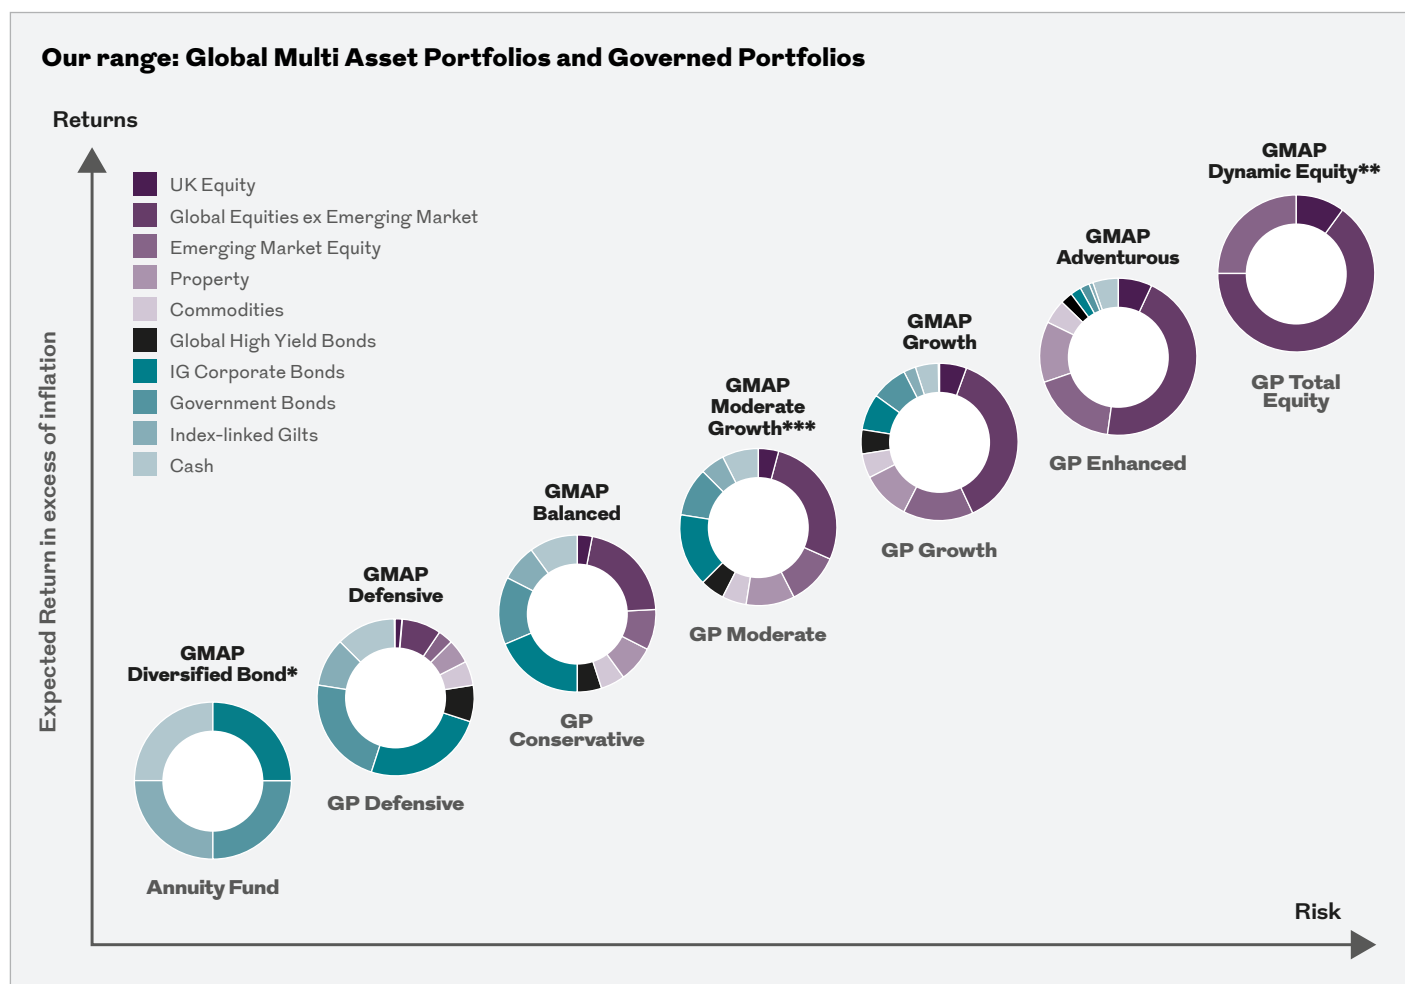 Our range: Global Multi Asset Portfolios and Governed Portfolios
Returns
Expected Return in excess of inflation
UK Equity
Global Equities ex Emerging Market
Emerging Market Equity
Property
Commodities
Global High Yield Bonds
IG Corporate Bonds
Government Bonds
Index-linked Gilts
Cash
GMAP
Diversified Bond*
Annuity Fund
GMAP
Defensive
GP Defensive
GMAP
Balanced
GP
Conservative
GMAP
Moderate
Growth***
GP Moderate
GMAP
Growth
GP Growth
GMAP
Adventurous
GP Enhanced
GMAP
Dynamic Equity**
GP Total
Equity
Risk